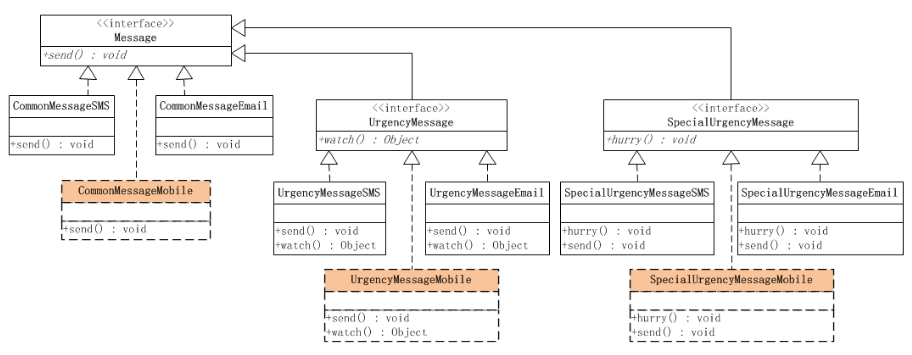 <<interface>>
Message
+send() : void
CommonMessageSMS
+send() : void
CommonMessageEmail
+send() : void
CommonMessageMobile
+send() : void
<<interface>>
UrgencyMessage
+watch() : Object
UrgencyMessageSMS
+send() : void
+watch() : Object
UrgencyMessageEmail
+send() : void
+watch() : Object
UrgencyMessageMobile
+send() : void
+watch() : Object
<<interface>>
SpecialUrgencyMessage
+hurry() : void
SpecialUrgencyMessageSMS
+hurry() : void
+send() : void
SpecialUrgencyMessageEmail
+hurry() : void
+send() : void
SpecialUrgencyMessageMobile
+hurry() : void
+send() : void